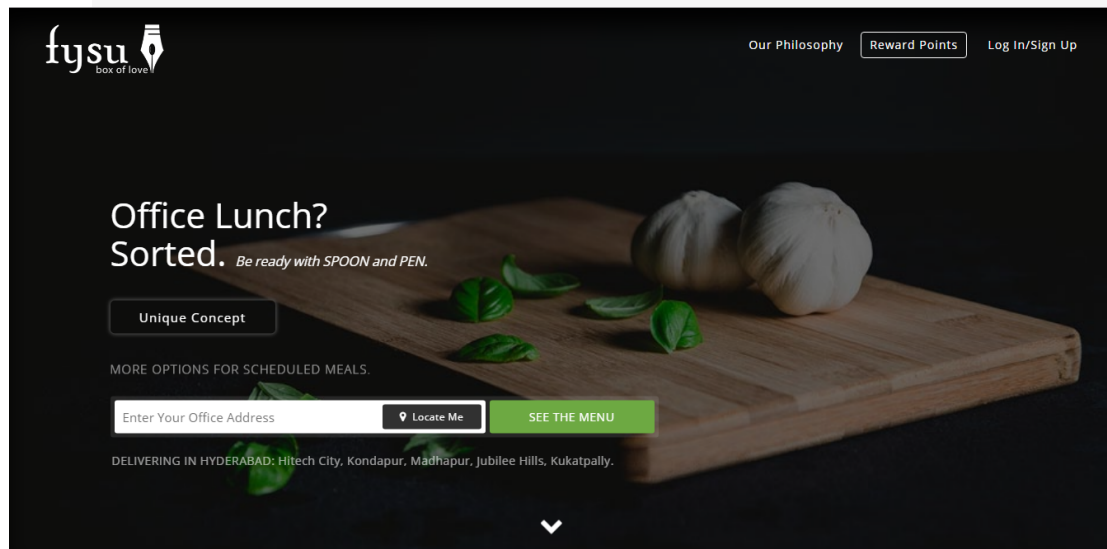 fysu
box of love
Our Philosophy
Reward Points
Log In/Sign Up
Office Lunch?
Sorted. Be ready with SPOON and PEN.
Unique Concept
MORE OPTIONS FOR SCHEDULED MEALS.
Enter Your Office Address
Locate Me
SEE THE MENU
DELIVERING IN HYDERABAD: Hitech City, Kondapur, Madhapur, Jubilee Hills, Kukatpally.